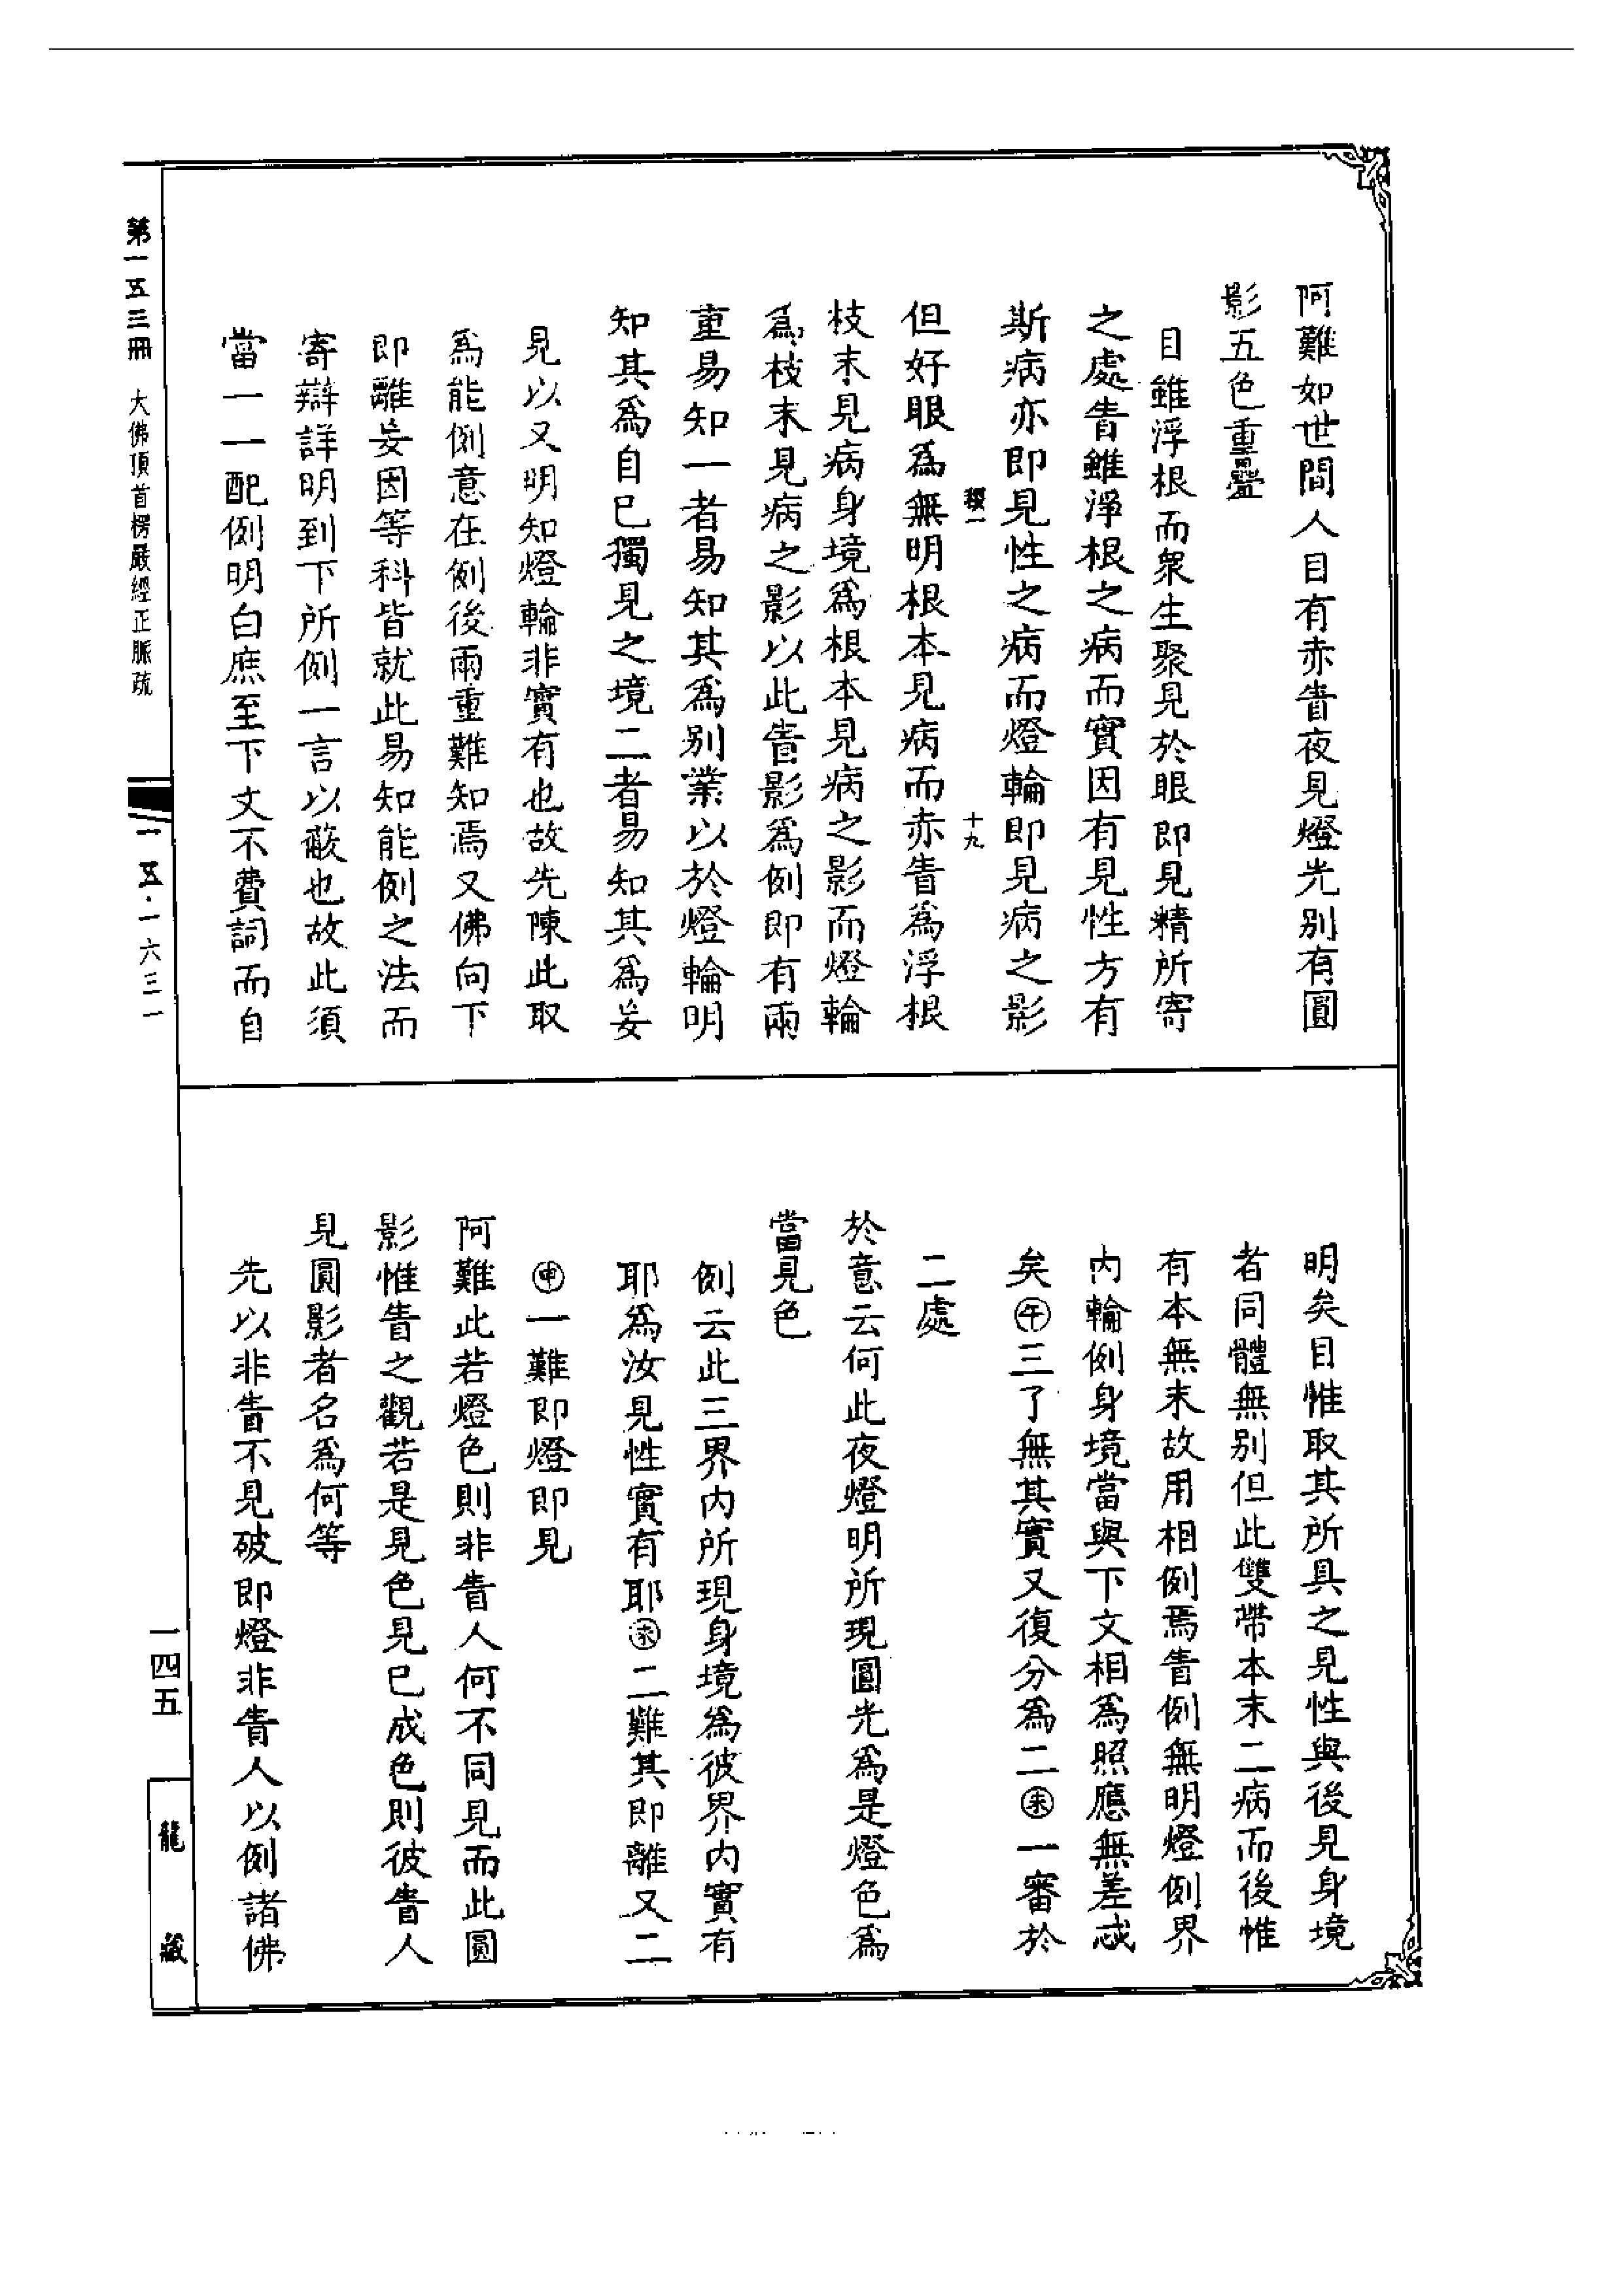 阿難如世間人目有赤眚夜見燈光別有圓
影五色重疊
目雖浮根而衆生聚見於眼即見精所寄
之處眚雖淨根之病而實因有見性方有
斯病亦即見性之病而燈輪即見病之影
稷一
十九
但好眼爲無明根本見病而赤眚爲浮根
枝末見病身境爲根本見病之影而燈輪
爲枝末見病之影以此眚影爲例即有兩
重易知一者易知其爲別業以於燈輪明
知其爲自己獨見之境二者易知其爲妄
見以又明知燈輪非實有也故先陳此取
爲能例意在例後兩重難知焉又佛向下
即離妄因等科皆就此易知能例之法而
寄辯詳明到下所例一言以蔽也故此須
當一一配例明白庶至下文不費詞而自
明矣目惟取其所具之見性與後見身境
者同體無別但此雙帶本末二病而後惟
有本無末故用相例焉眚例無明燈例界
內輪例身境當與下文相爲照應無差忒
矣㊌三了無其實又復分爲二㊍一審於
二處
於意云何此夜燈明所現圓光爲是燈色爲
當見色
例云此三界內所現身境爲彼界內實有
耶爲汝見性實有耶未二難其即離又二
申一難即燈即見
阿難此若燈色則非眚人何不同見而此圓
影惟眚之觀若是見色見已成色則彼眚人
見圓影者名爲何等
先以非眚不見破即燈非眚人以例諸佛
第一五三冊 大佛頂首楞嚴經正脈疏
一五·一六三一
一四五
龍藏